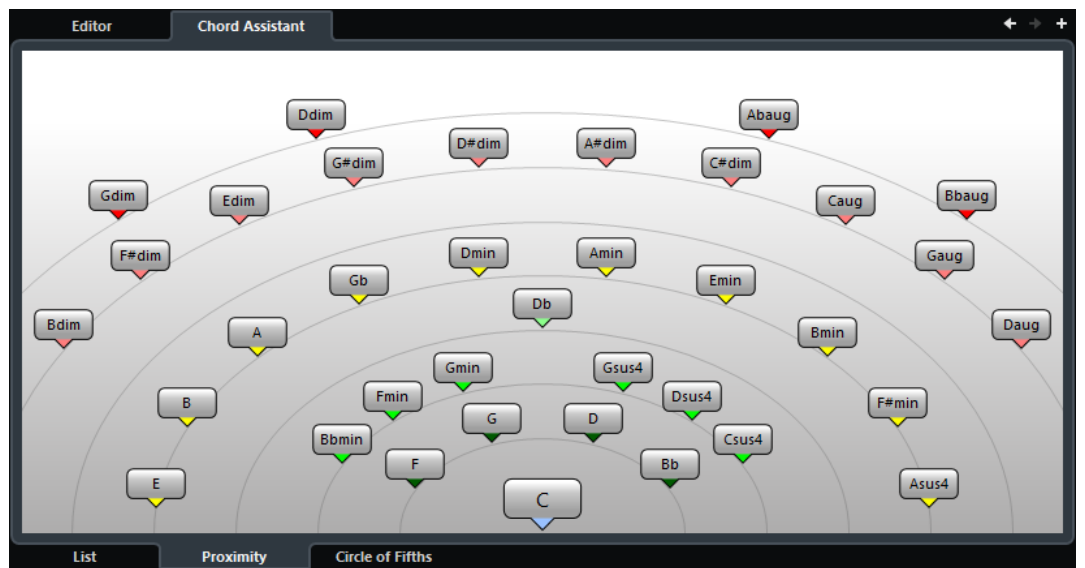 Editor
Chord Assistant
Ddim
Abaug
D#dim
A#dim
G#dim
C#dim
Gdim
Edim
Caug
Bbaug
F#dim
Dmin
Amin
Gaug
Gb
Emin
Db
Bdim
A
Bmin
Daug
Gmin
Gsus4
B
Fmin
Dsus4
F#min
G
D
Bbmin
Csus4
F
Bb
E
Asus4
C
List
Proximity
Circle of Fifths